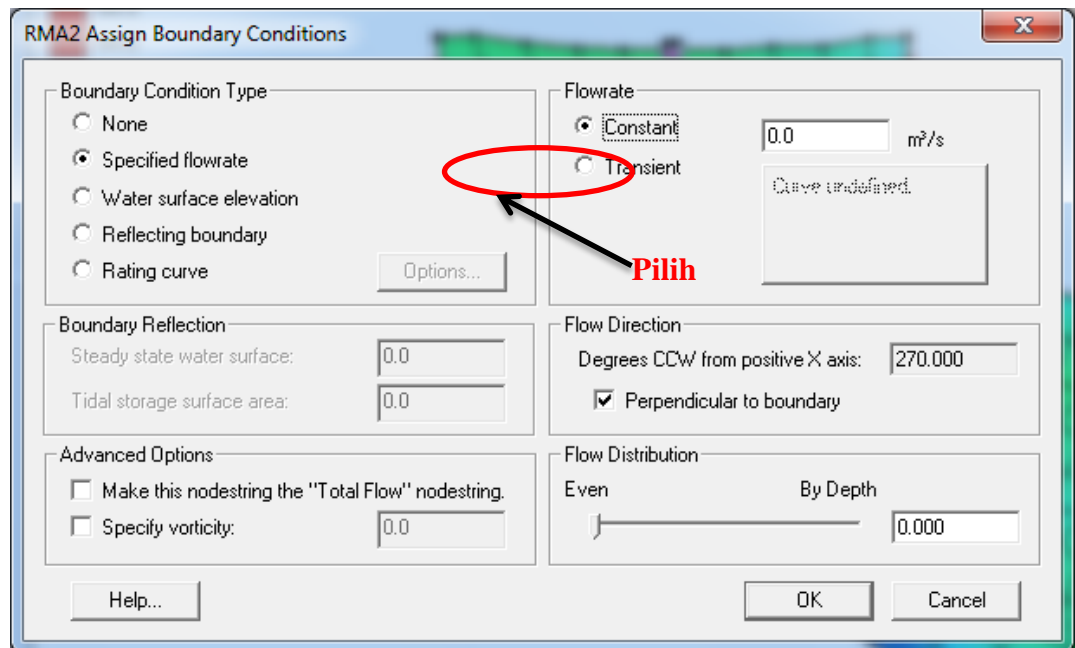 RMA2 Assign Boundary Conditions
Boundary Condition Type
None
Specified flowrate
Water surface elevation
Reflecting boundary
Rating curve
Options...
Flowrate
Constant
0.0 m³/s
Transient
Curve undefined.
Pilih
Boundary Reflection
Steady state water surface: 0.0
Tidal storage surface area: 0.0
Flow Direction
Degrees CCW from positive X axis: 270.000
Perpendicular to boundary
Advanced Options
Make this nodestring the "Total Flow" nodestring.
Specify vorticity: 0.0
Flow Distribution
Even By Depth
0.000
Help...
OK
Cancel